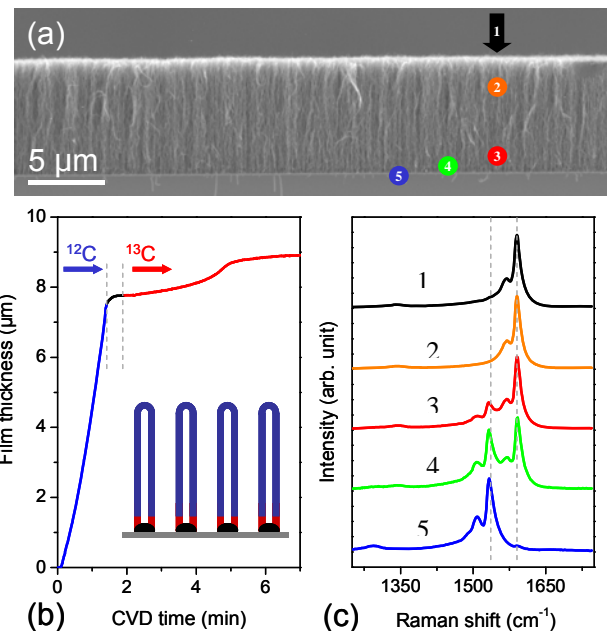 (a)
1
2
3
4
5
5 µm
10
8
6
4
2
0
Film thickness (µm)
¹²C
¹³C
0
2
4
6
CVD time (min)
(b)
Intensity (arb. unit)
1
2
3
4
5
1350
1500
1650
Raman shift (cm⁻¹)
(c)